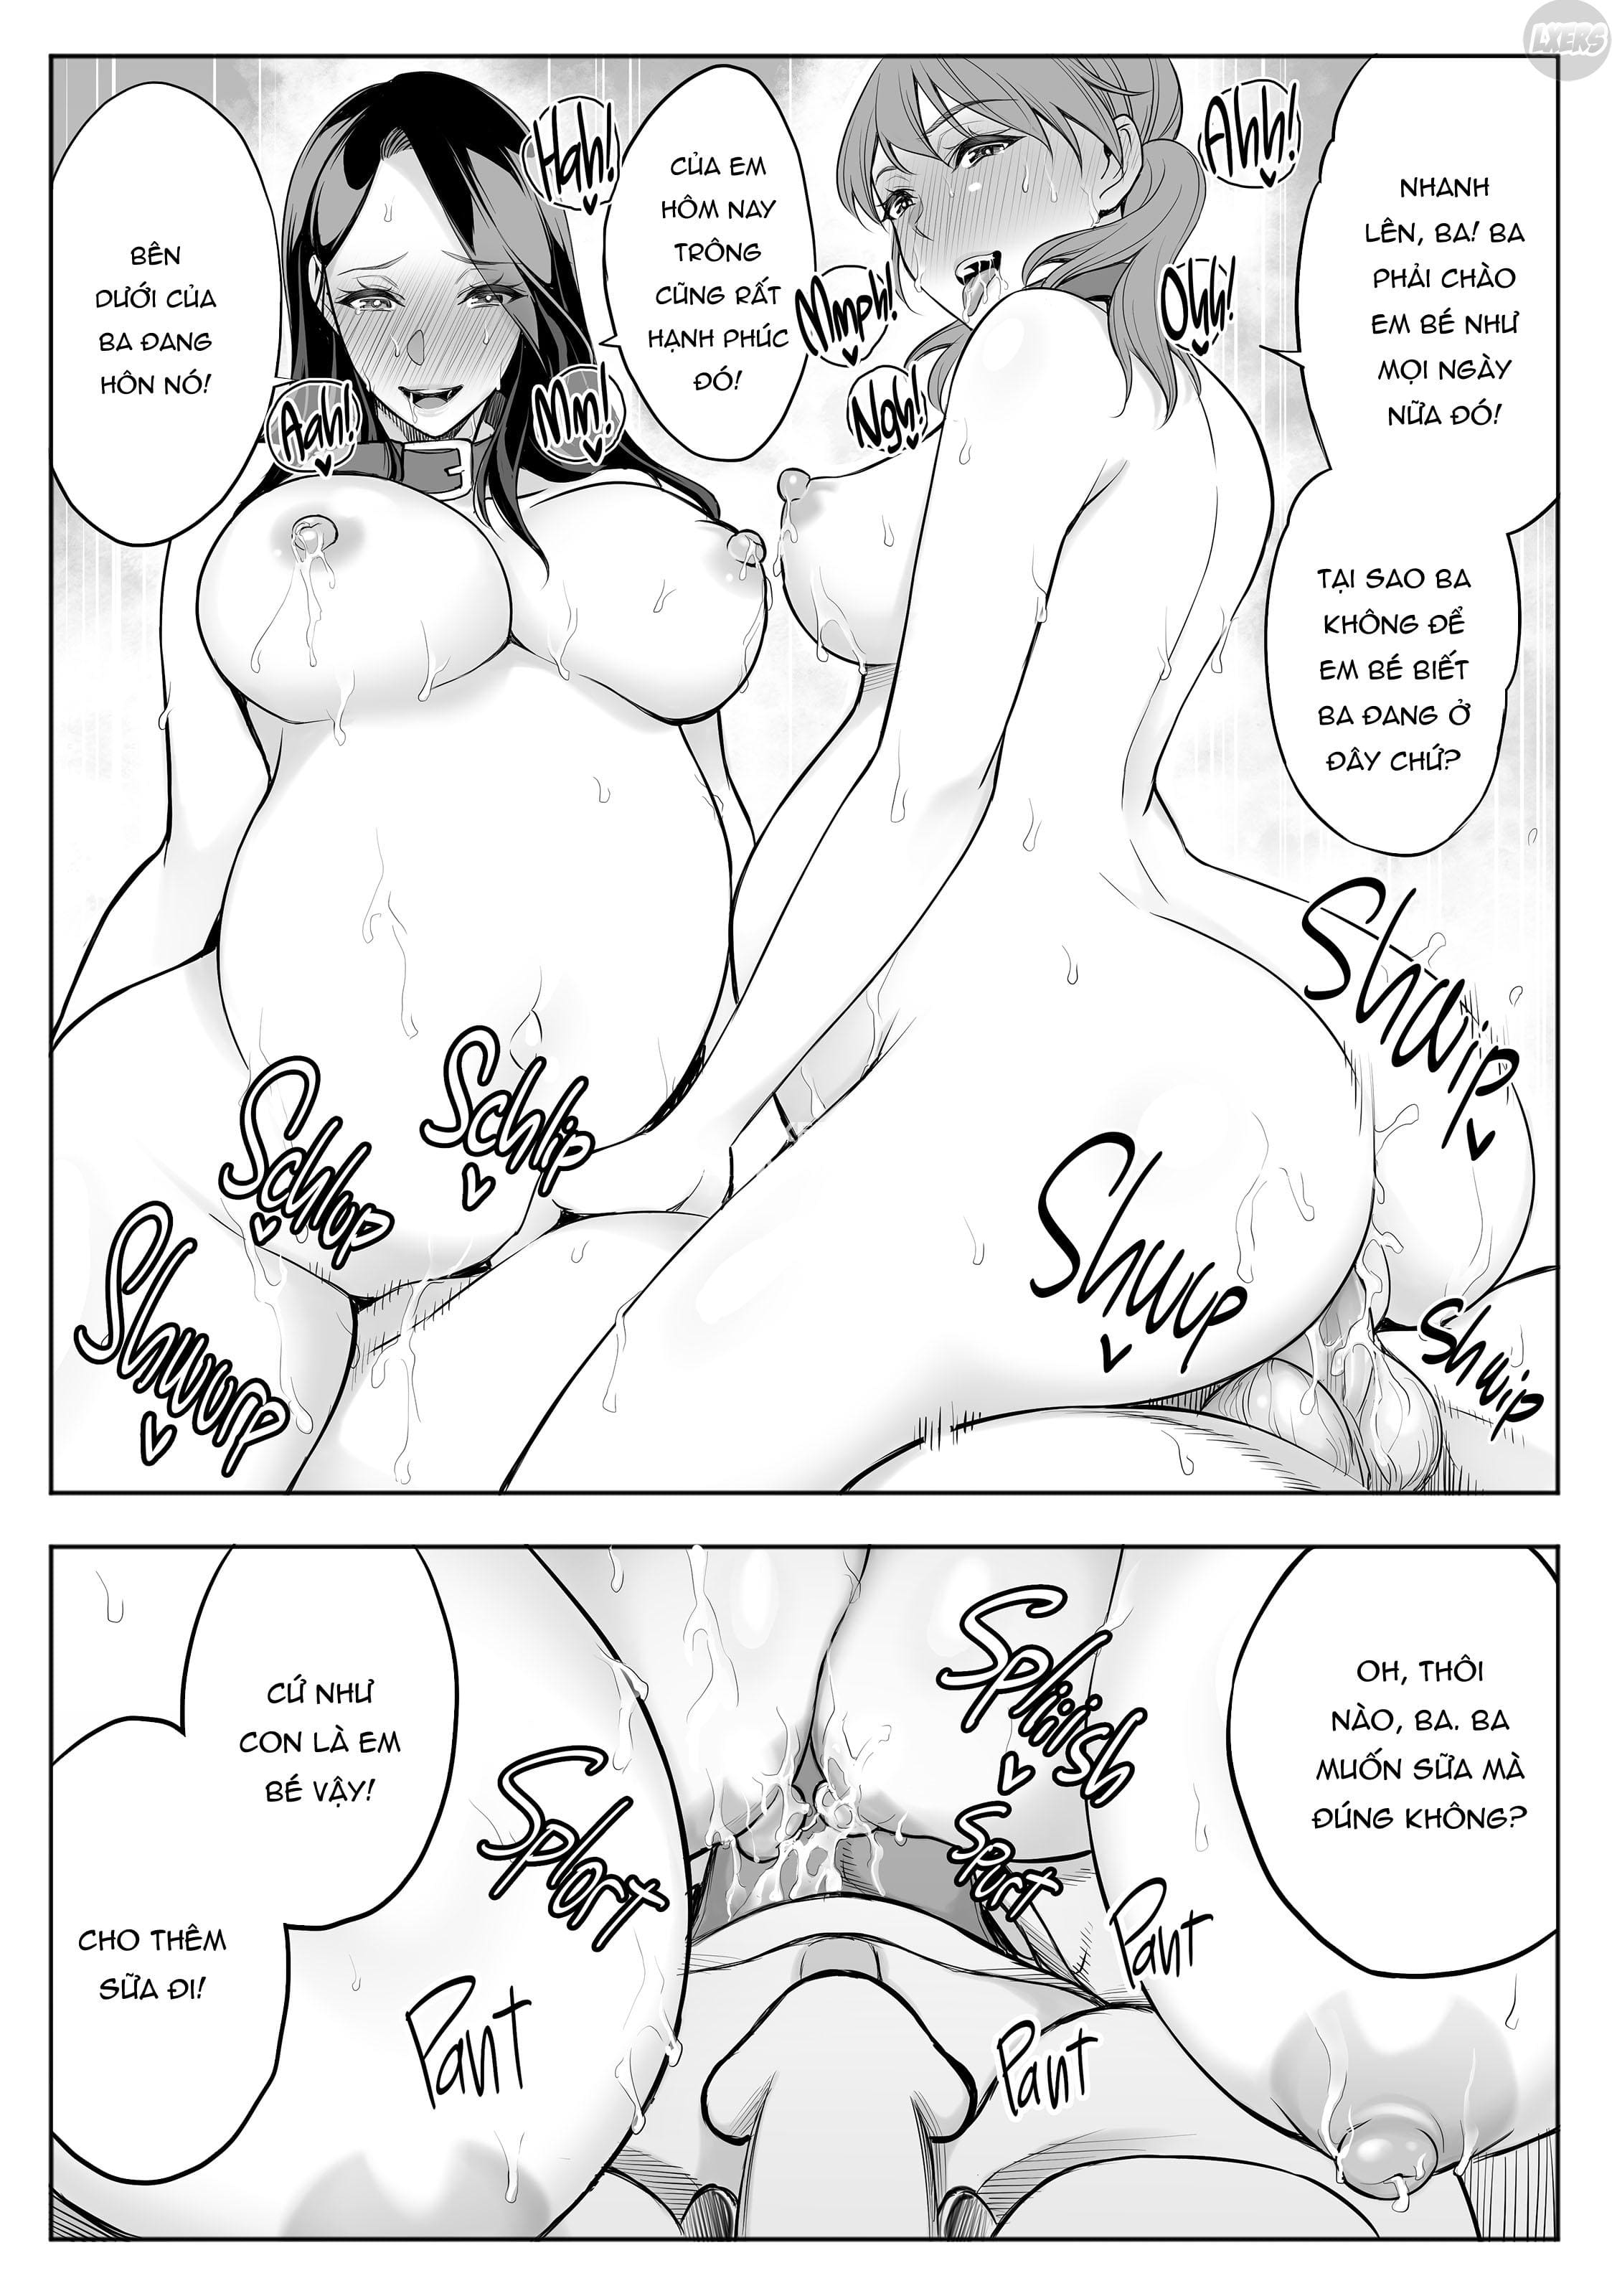 LXERS
NHANH
LÊN, BA! BA
PHẢI CHÀO
EM BÉ NHƯ
MỌI NGÀY
NỮA ĐÓ!
TẠI SAO BA
KHÔNG ĐỂ
EM BÉ BIẾT
BA ĐANG Ở
ĐÂY CHỨ?
Ahh!
Ohh!
Mmph!
Ngh!
CỦA EM
HÔM NAY
TRÔNG
CŨNG RẤT
HẠNH PHÚC
ĐÓ!
Hah!
Mm!
Aah!
BÊN
DƯỚI CỦA
BA ĐANG
HÔN NÓ!
Shwip
Shwup
Shwip
Schlip
Schlup
Shwurp
OH, THÔI
NÀO, BA. BA
MUỐN SỮA MÀ
ĐÚNG KHÔNG?
Spliiish
Spurt
Splort
Pant
Pant
Pant
CỨ NHƯ
CON LÀ EM
BÉ VẬY!
CHO THÊM
SỮA ĐI!